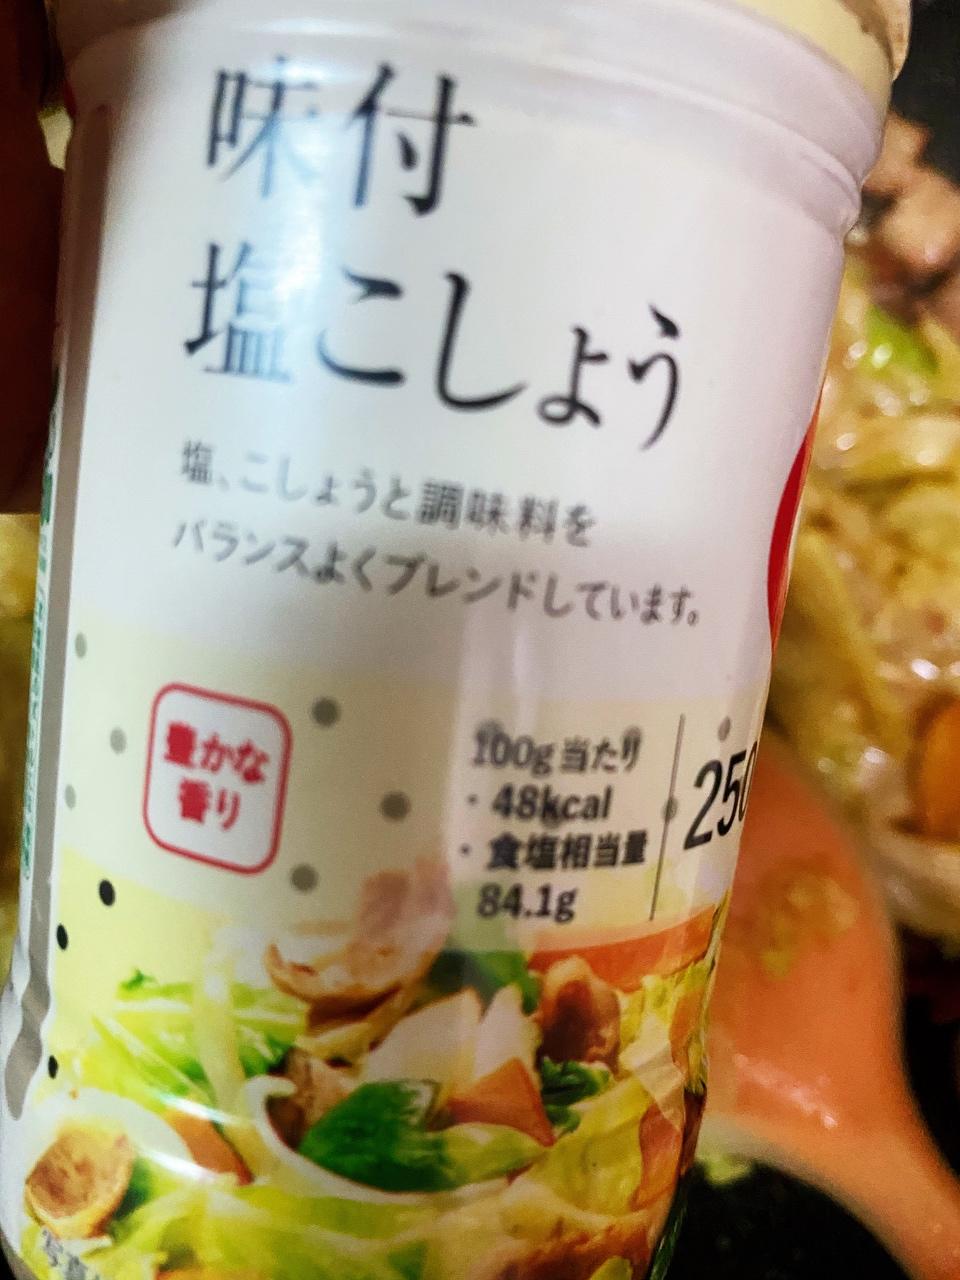 味付
塩こしょう
塩、こしょうと調味料を
バランスよくブレンドしています。
豊かな
香り
100g当たり
・48kcal
・食塩相当量
84.1g
250